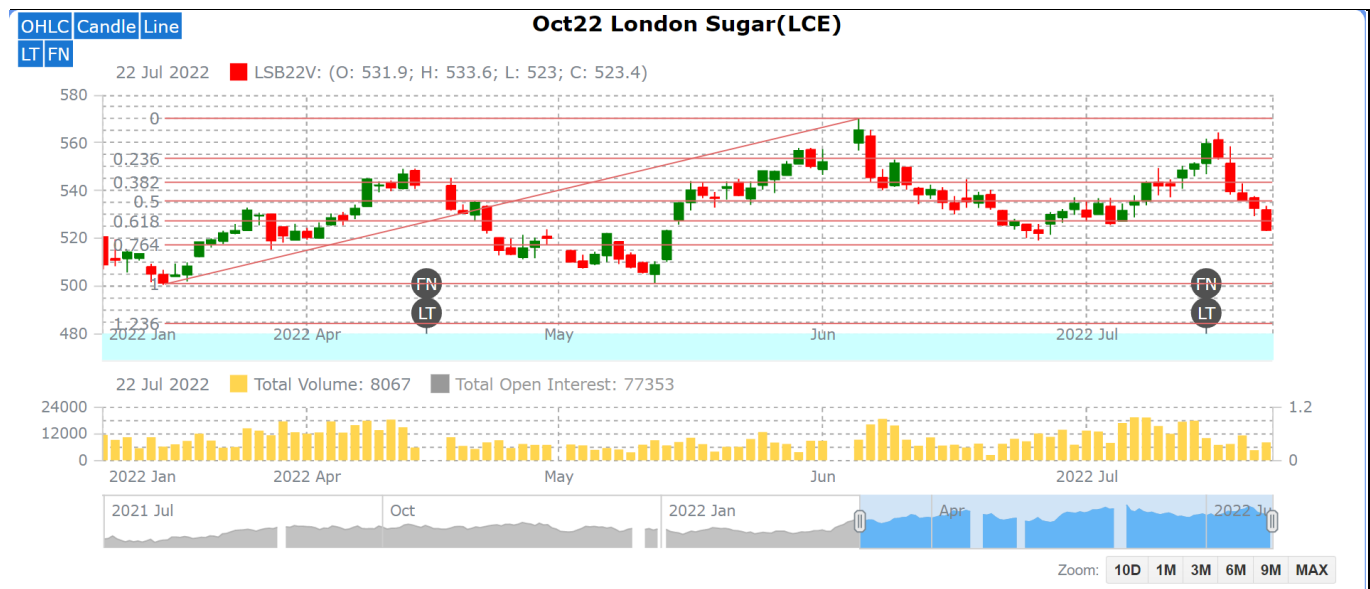 Oct22 London Sugar(LCE)
OHLC Candle Line
LT FN
22 Jul 2022 LSB22V: (O: 531.9; H: 533.6; L: 523; C: 523.4)
580
0
560
0.236
0.382
540
0.5
0.618
520
0.764
500
1
FN FN
LT LT
1.236
480
2022 Jan 2022 Apr May Jun 2022 Jul
22 Jul 2022 Total Volume: 8067 Total Open Interest: 77353
24000 1.2
12000
0 0
2022 Jan 2022 Apr May Jun 2022 Jul
2021 Jul Oct 2022 Jan Apr 2022 Ju
Zoom: 10D 1M 3M 6M 9M MAX